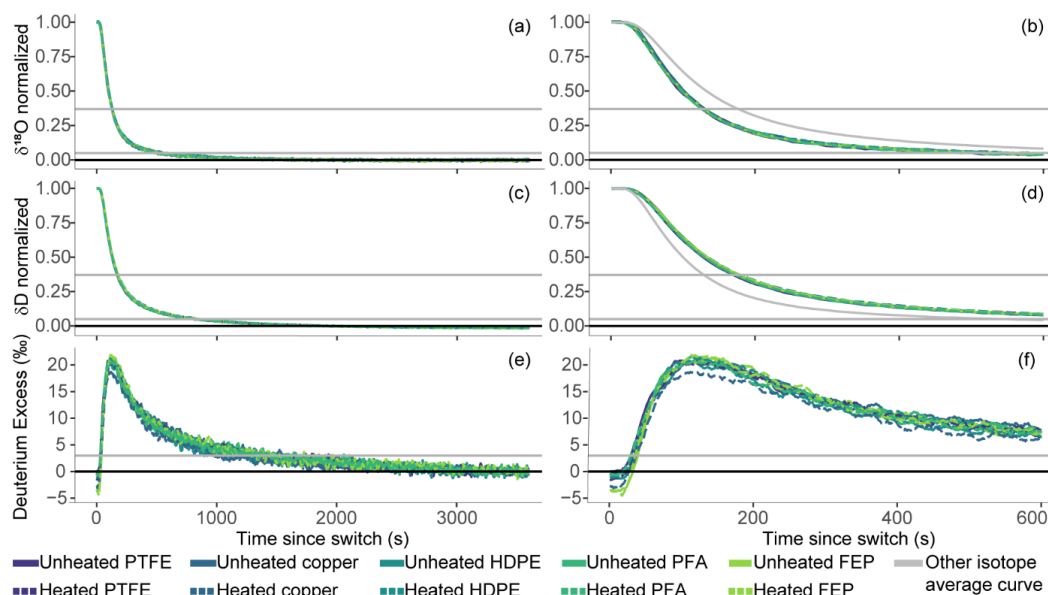 (a)
δ¹⁸O normalized
1.00
0.75
0.50
0.25
0.00
(b)
1.00
0.75
0.50
0.25
0.00
(c)
δD normalized
1.00
0.75
0.50
0.25
0.00
(d)
1.00
0.75
0.50
0.25
0.00
(e)
Deuterium Excess (‰)
20
15
10
5
0
−5
0 1000 2000 3000
Time since switch (s)
(f)
20
15
10
5
0
−5
0 200 400 600
Time since switch (s)
Unheated PTFE Unheated copper Unheated HDPE Unheated PFA Unheated FEP Other isotope
Heated PTFE Heated copper Heated HDPE Heated PFA Heated FEP average curve